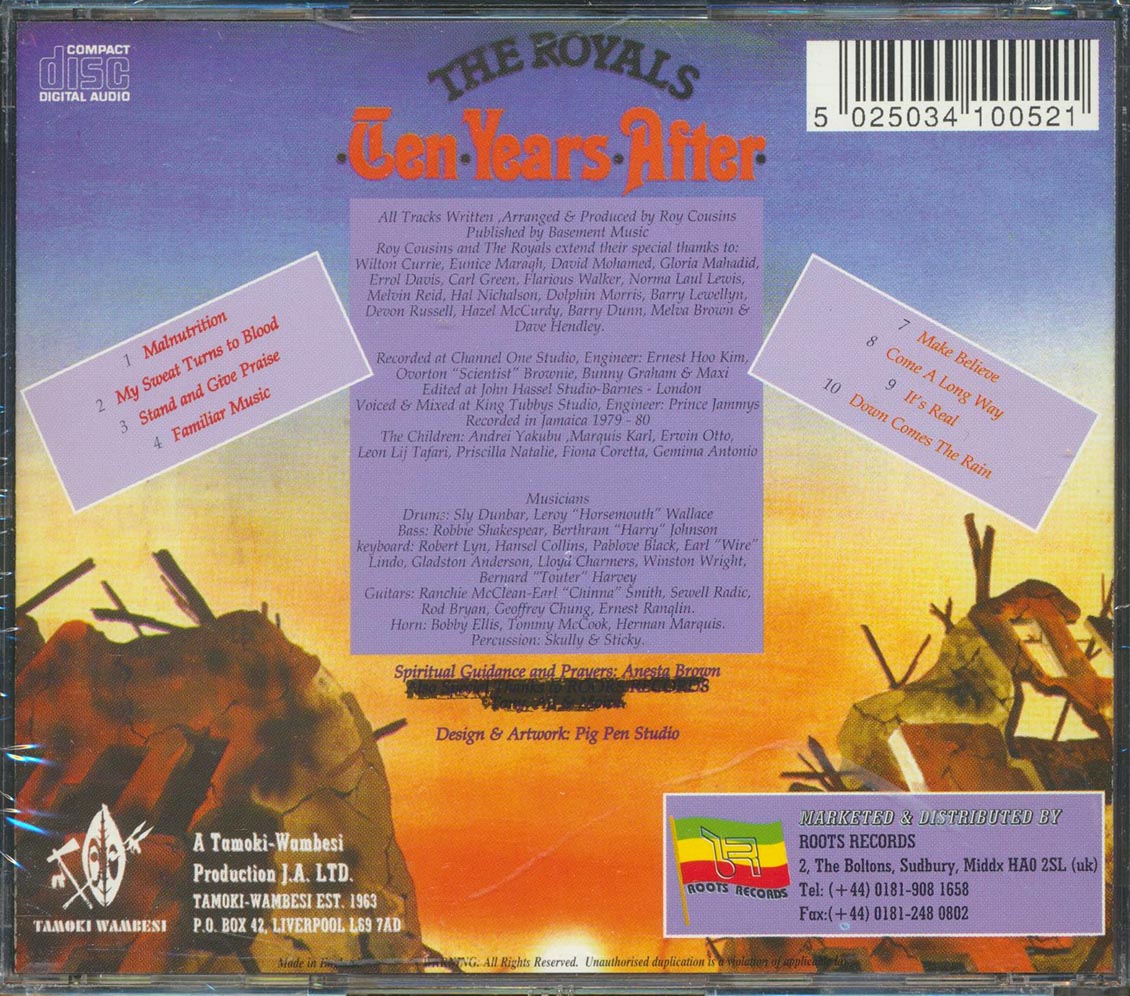 COMPACT
disc
DIGITAL AUDIO
THE ROYALS
·Ten·Years·After·
5 025034 100521
All Tracks Written ,Arranged & Produced by Roy Cousins
Published by Basement Music
Roy Cousins and The Royals extend their special thamks to:
Wilton Currie, Eunice Maragh, David Mohamed, Gloria Mahadid,
Errol Davis, Carl Green, Flarious Walker, Norma Laul Lewis,
Melvin Reid, Hal Nichalson, Dolphin Morris, Barry Lewellyn,
Devon Russell, Hazel McCurdy, Barry Dunn, Melva Brown &
Dave Hendley.
Recorded at Channel One Studio, Engineer: Ernest Hoo Kim,
Ovorton "Scientist" Brownie, Bunny Graham & Maxi
Edited at John Hassel Studio-Barnes - London
Voiced & Mixed at King Tubbys Studio, Engineer: Prince Jammys
Recorded in Jamaica 1979 - 80
The Children: Andrei Yakubu ,Marquis Karl, Erwin Otto,
Leon Lij Tafari, Priscilla Natalie, Fiona Coretta, Gemima Antonio
Musicians
Drums: Sly Dunbar, Leroy "Horsemouth" Wallace
Bass: Robbie Shakespear, Berthram "Harry" Johnson
keyboard: Robert Lyn, Hansel Collins, Pablove Black, Earl "Wire"
Lindo, Gladston Anderson, Lloyd Charmers, Winston Wright,
Bernard "Touter" Harvey
Guitars: Ranchie McClean-Earl "Chinna" Smith, Sewell Radic,
Rod Bryan, Geoffrey Chung, Ernest Ranglin.
Horn: Bobby Ellis, Tommy McCook, Herman Marquis.
Percussion: Skully & Sticky.
1 Malnutrition
2 My Sweat Turns to Blood
3 Stand and Give Praise
4 Familiar Music
7 Make Believe
8 Come A Long Way
9 It's Real
10 Down Comes The Rain
Spiritual Guidance and Prayers: Anesta Brown
Also Special Thanks to ROOTS RECORDS
Design & Artwork: Pig Pen Studio
TAMOKI WAMBESI
A Tamoki-Wambesi
Production J.A. LTD.
TAMOKI-WAMBESI EST. 1963
P.O. BOX 42, LIVERPOOL L69 7AD
ROOTS RECORDS
MARKETED & DISTRIBUTED BY
ROOTS RECORDS
2, The Boltons, Sudbury, Middx HA0 2SL (uk)
Tel: (+44) 0181-908 1658
Fax:(+44) 0181-248 0802
Made in WARNING. All Rights Reserved. Unauthorised duplication is a violation of applicable